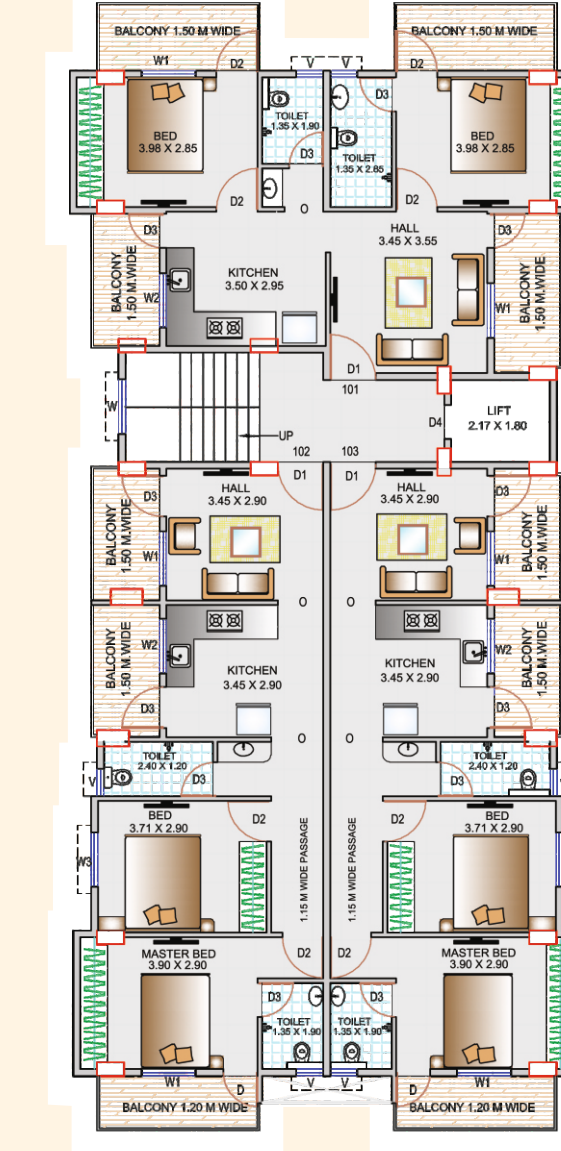 BALCONY 1.50 M WIDE
BALCONY 1.50 M WIDE
W1
D2
V
V
D2
D3
TOILET
1.35 X 1.90
BED
3.98 X 2.85
D3
TOILET
1.35 X 2.85
BED
3.98 X 2.85
D2
D2
O
D3
HALL
3.45 X 3.55
D3
BALCONY
1.50 M.WIDE
W2
KITCHEN
3.50 X 2.95
W1
BALCONY
1.50 M.WIDE
D1
101
W
UP
D4
LIFT
2.17 X 1.80
102
103
D3
HALL
3.45 X 2.90
D1
D1
HALL
3.45 X 2.90
D3
BALCONY
1.50 M.WIDE
W1
W1
BALCONY
1.50 M.WIDE
O
O
BALCONY
1.50 M.WIDE
W2
KITCHEN
3.45 X 2.90
KITCHEN
3.45 X 2.90
W2
BALCONY
1.50 M.WIDE
D3
D3
O
O
TOILET
2.40 X 1.20
D3
TOILET
2.40 X 1.20
D3
V
V
BED
3.71 X 2.90
D2
D2
BED
3.71 X 2.90
W3
1.15 M WIDE PASSAGE
1.15 M WIDE PASSAGE
MASTER BED
3.90 X 2.90
D2
D2
MASTER BED
3.90 X 2.90
D3
D3
TOILET
1.35 X 1.90
TOILET
1.35 X 1.90
W1
D
V
V
D
W1
BALCONY 1.20 M WIDE
BALCONY 1.20 M WIDE